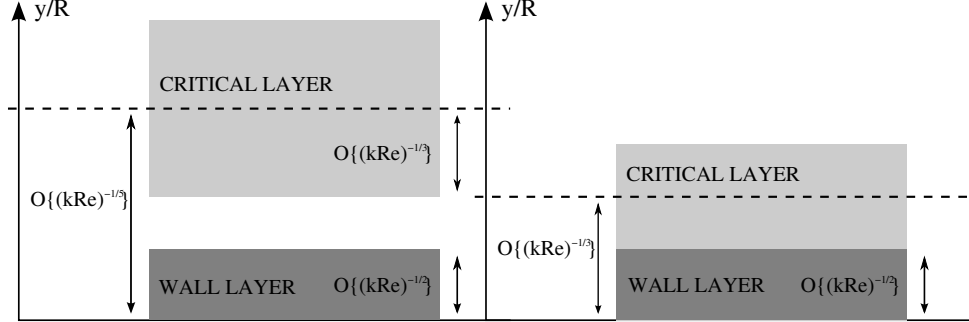 y/R
CRITICAL LAYER
O{(kRe)^{-1/3}}
O{(kRe)^{-1/5}}
WALL LAYER
O{(kRe)^{-1/2}}
y/R
CRITICAL LAYER
O{(kRe)^{-1/3}}
WALL LAYER
O{(kRe)^{-1/2}}